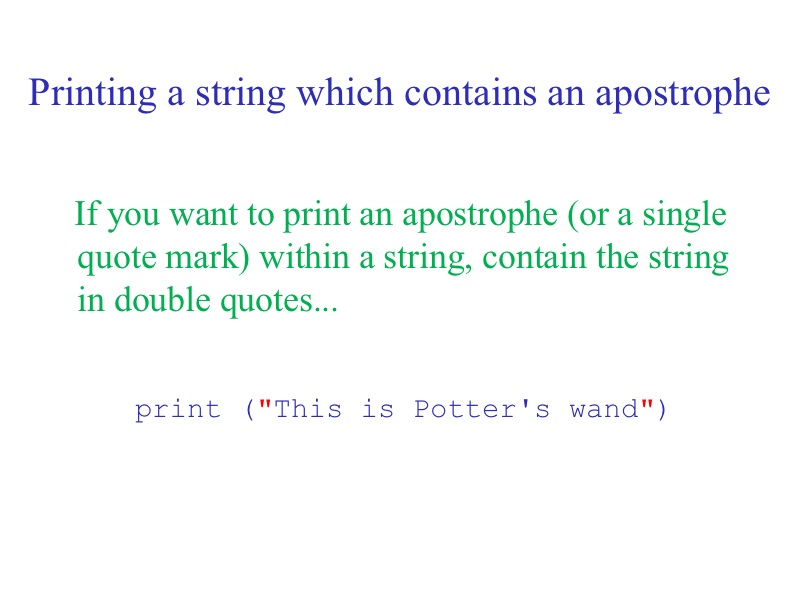 Printing a string which contains an apostrophe
If you want to print an apostrophe (or a single
quote mark) within a string, contain the string
in double quotes...
print ("This is Potter's wand")